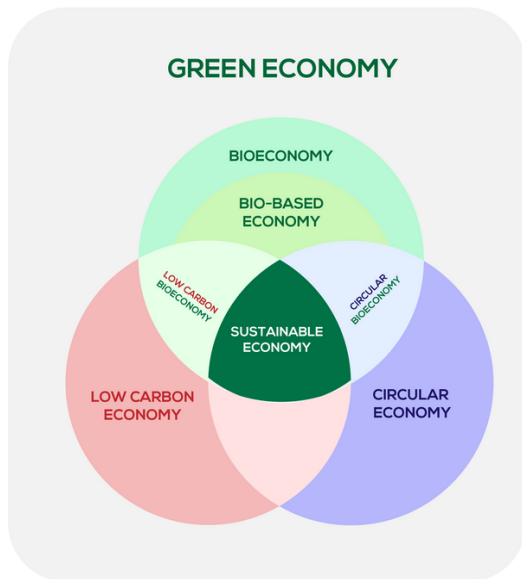 GREEN ECONOMY
BIOECONOMY
BIO-BASED
ECONOMY
LOW CARBON
BIOECONOMY
CIRCULAR
BIOECONOMY
SUSTAINABLE
ECONOMY
LOW CARBON
ECONOMY
CIRCULAR
ECONOMY